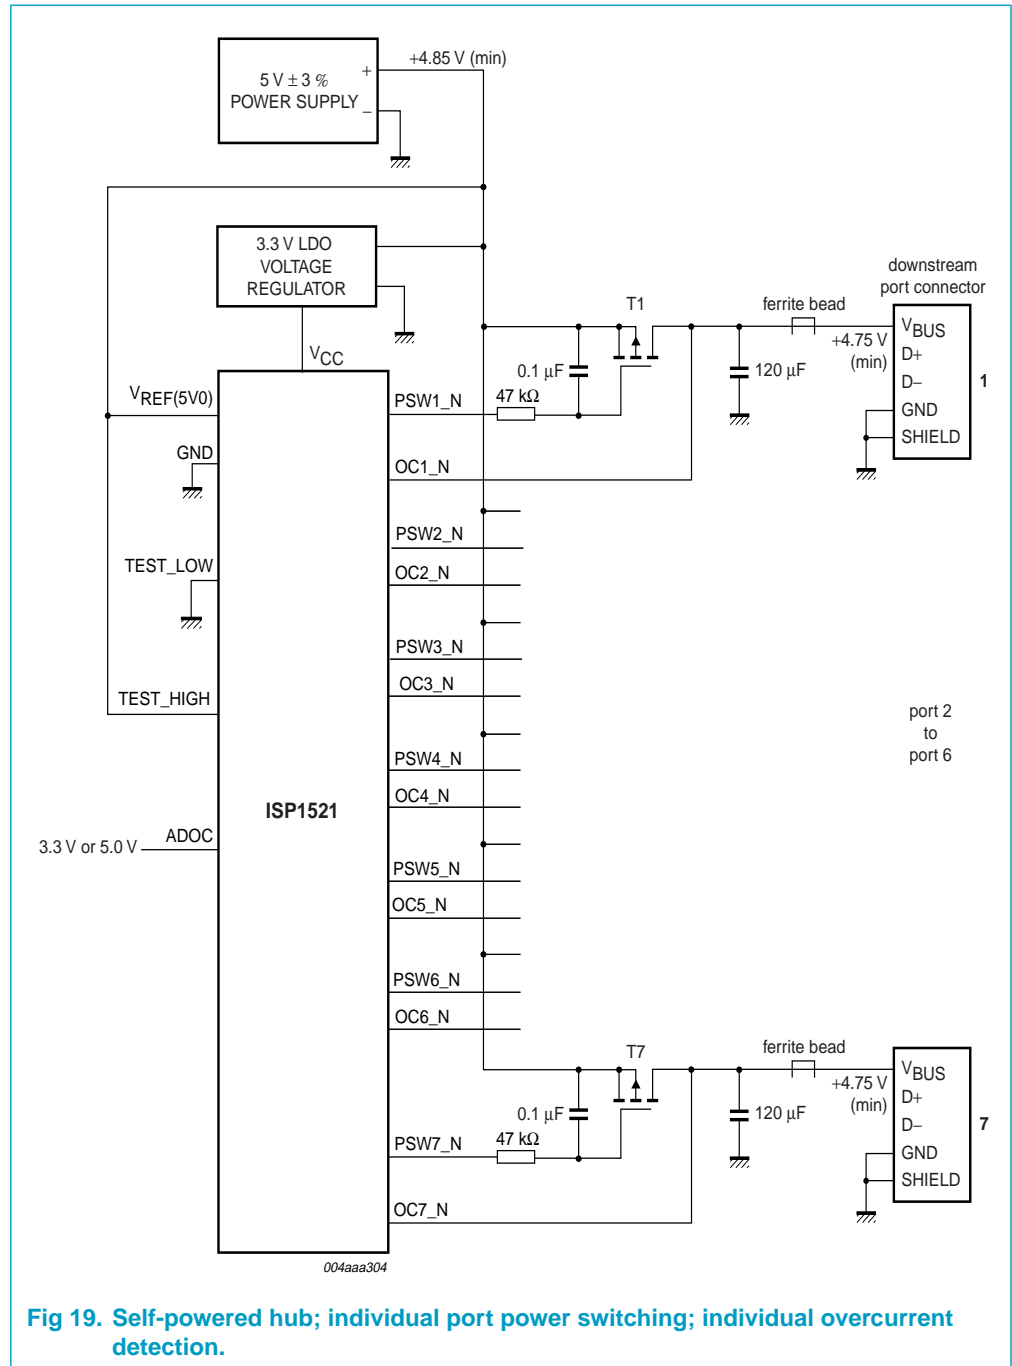 +4.85 V (min)
5 V ± 3 %
POWER SUPPLY
+
−
3.3 V LDO
VOLTAGE
REGULATOR
VCC
VREF(5V0)
GND
TEST_LOW
TEST_HIGH
ADOC
3.3 V or 5.0 V
ISP1521
PSW1_N
OC1_N
PSW2_N
OC2_N
PSW3_N
OC3_N
PSW4_N
OC4_N
PSW5_N
OC5_N
PSW6_N
OC6_N
PSW7_N
OC7_N
T1
0.1 µF
47 kΩ
120 µF
ferrite bead
downstream
port connector
+4.75 V
(min)
VBUS
D+
D−
GND
SHIELD
1
port 2
to
port 6
T7
0.1 µF
47 kΩ
120 µF
ferrite bead
+4.75 V
(min)
VBUS
D+
D−
GND
SHIELD
7
004aaa304
Fig 19. Self-powered hub; individual port power switching; individual overcurrent
detection.